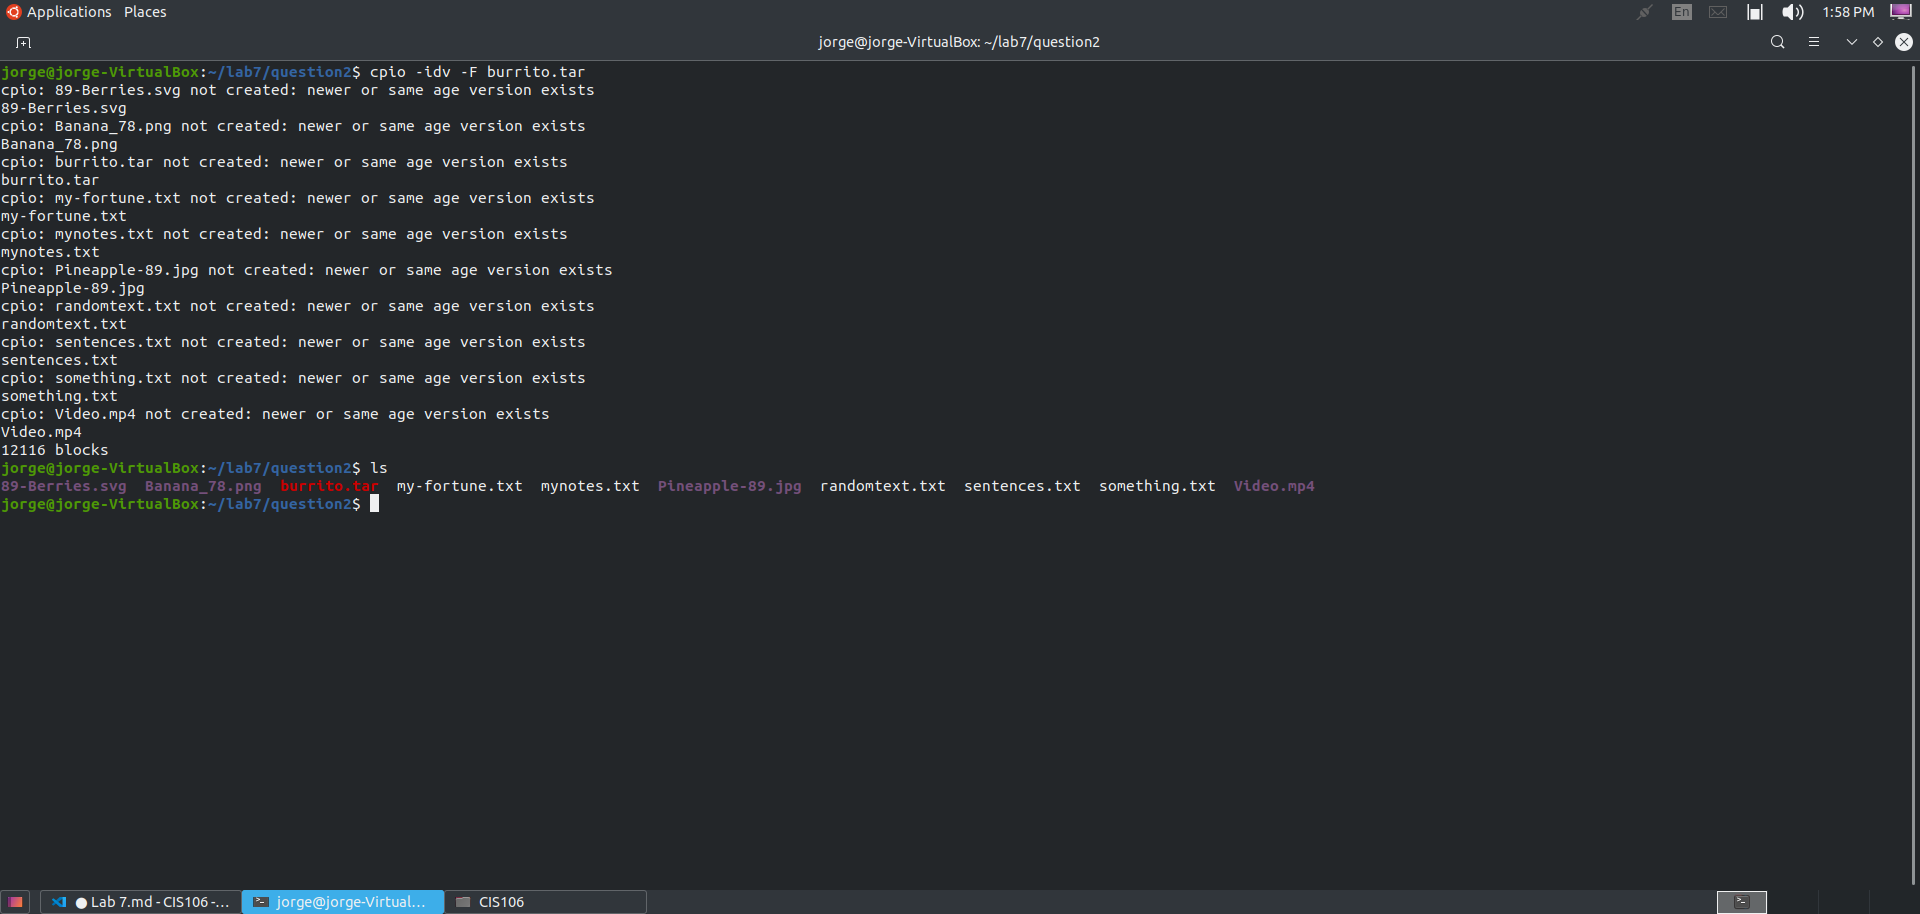 Applications Places
En 1:58 PM
jorge@jorge-VirtualBox: ~/lab7/question2
jorge@jorge-VirtualBox:~/lab7/question2$ cpio -idv -F burrito.tar
cpio: 89-Berries.svg not created: newer or same age version exists
89-Berries.svg
cpio: Banana_78.png not created: newer or same age version exists
Banana_78.png
cpio: burrito.tar not created: newer or same age version exists
burrito.tar
cpio: my-fortune.txt not created: newer or same age version exists
my-fortune.txt
cpio: mynotes.txt not created: newer or same age version exists
mynotes.txt
cpio: Pineapple-89.jpg not created: newer or same age version exists
Pineapple-89.jpg
cpio: randomtext.txt not created: newer or same age version exists
randomtext.txt
cpio: sentences.txt not created: newer or same age version exists
sentences.txt
cpio: something.txt not created: newer or same age version exists
something.txt
cpio: Video.mp4 not created: newer or same age version exists
Video.mp4
12116 blocks
jorge@jorge-VirtualBox:~/lab7/question2$ ls
89-Berries.svg Banana_78.png burrito.tar my-fortune.txt mynotes.txt Pineapple-89.jpg randomtext.txt sentences.txt something.txt Video.mp4
jorge@jorge-VirtualBox:~/lab7/question2$
● Lab 7.md - CIS106 -... jorge@jorge-Virtual... CIS106